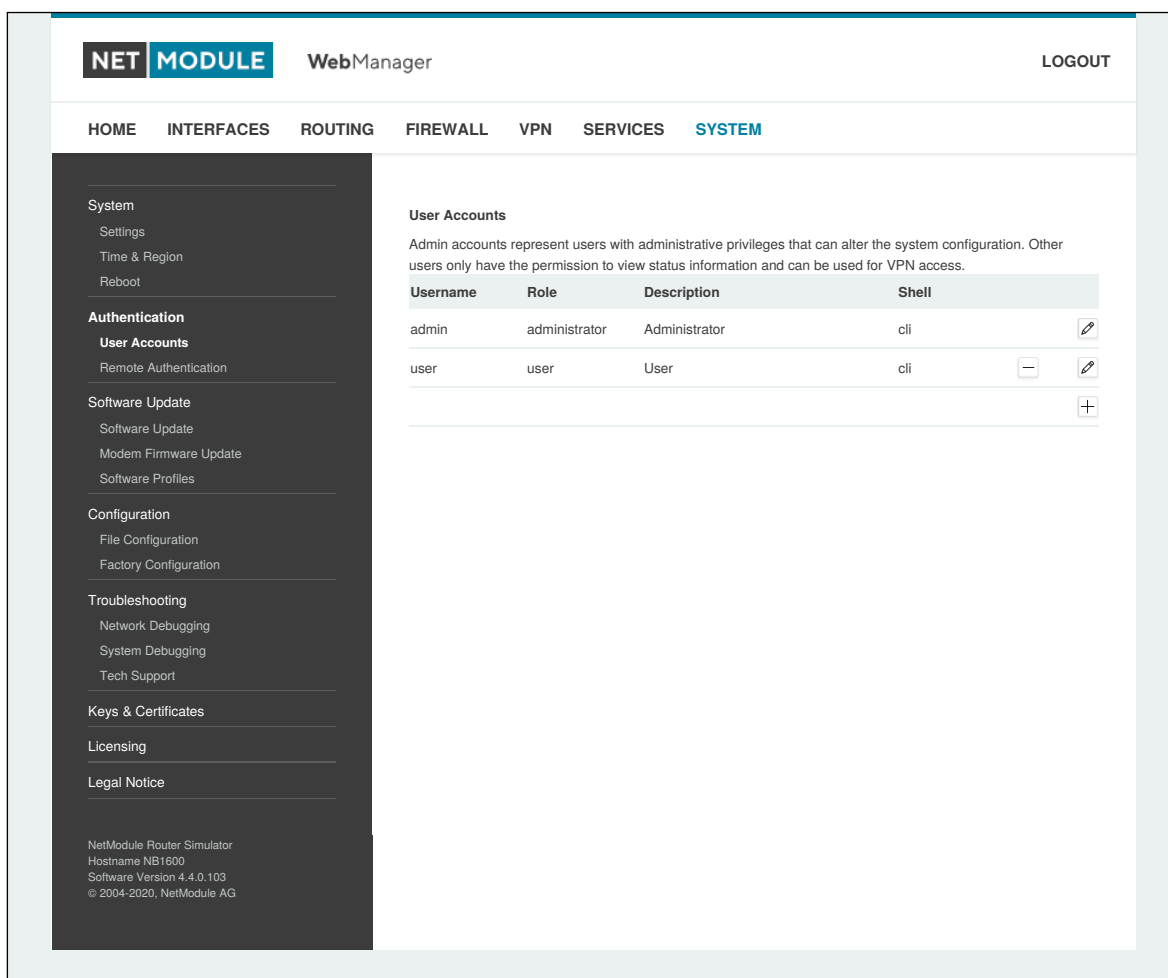 NET MODULE WebManager LOGOUT
HOME INTERFACES ROUTING FIREWALL VPN SERVICES SYSTEM
System
Settings
Time & Region
Reboot
Authentication
User Accounts
Remote Authentication
Software Update
Software Update
Modem Firmware Update
Software Profiles
Configuration
File Configuration
Factory Configuration
Troubleshooting
Network Debugging
System Debugging
Tech Support
Keys & Certificates
Licensing
Legal Notice
NetModule Router Simulator
Hostname NB1600
Software Version 4.4.0.103
© 2004-2020, NetModule AG
User Accounts
Admin accounts represent users with administrative privileges that can alter the system configuration. Other
users only have the permission to view status information and can be used for VPN access.
Username Role Description Shell
admin administrator Administrator cli
user user User cli